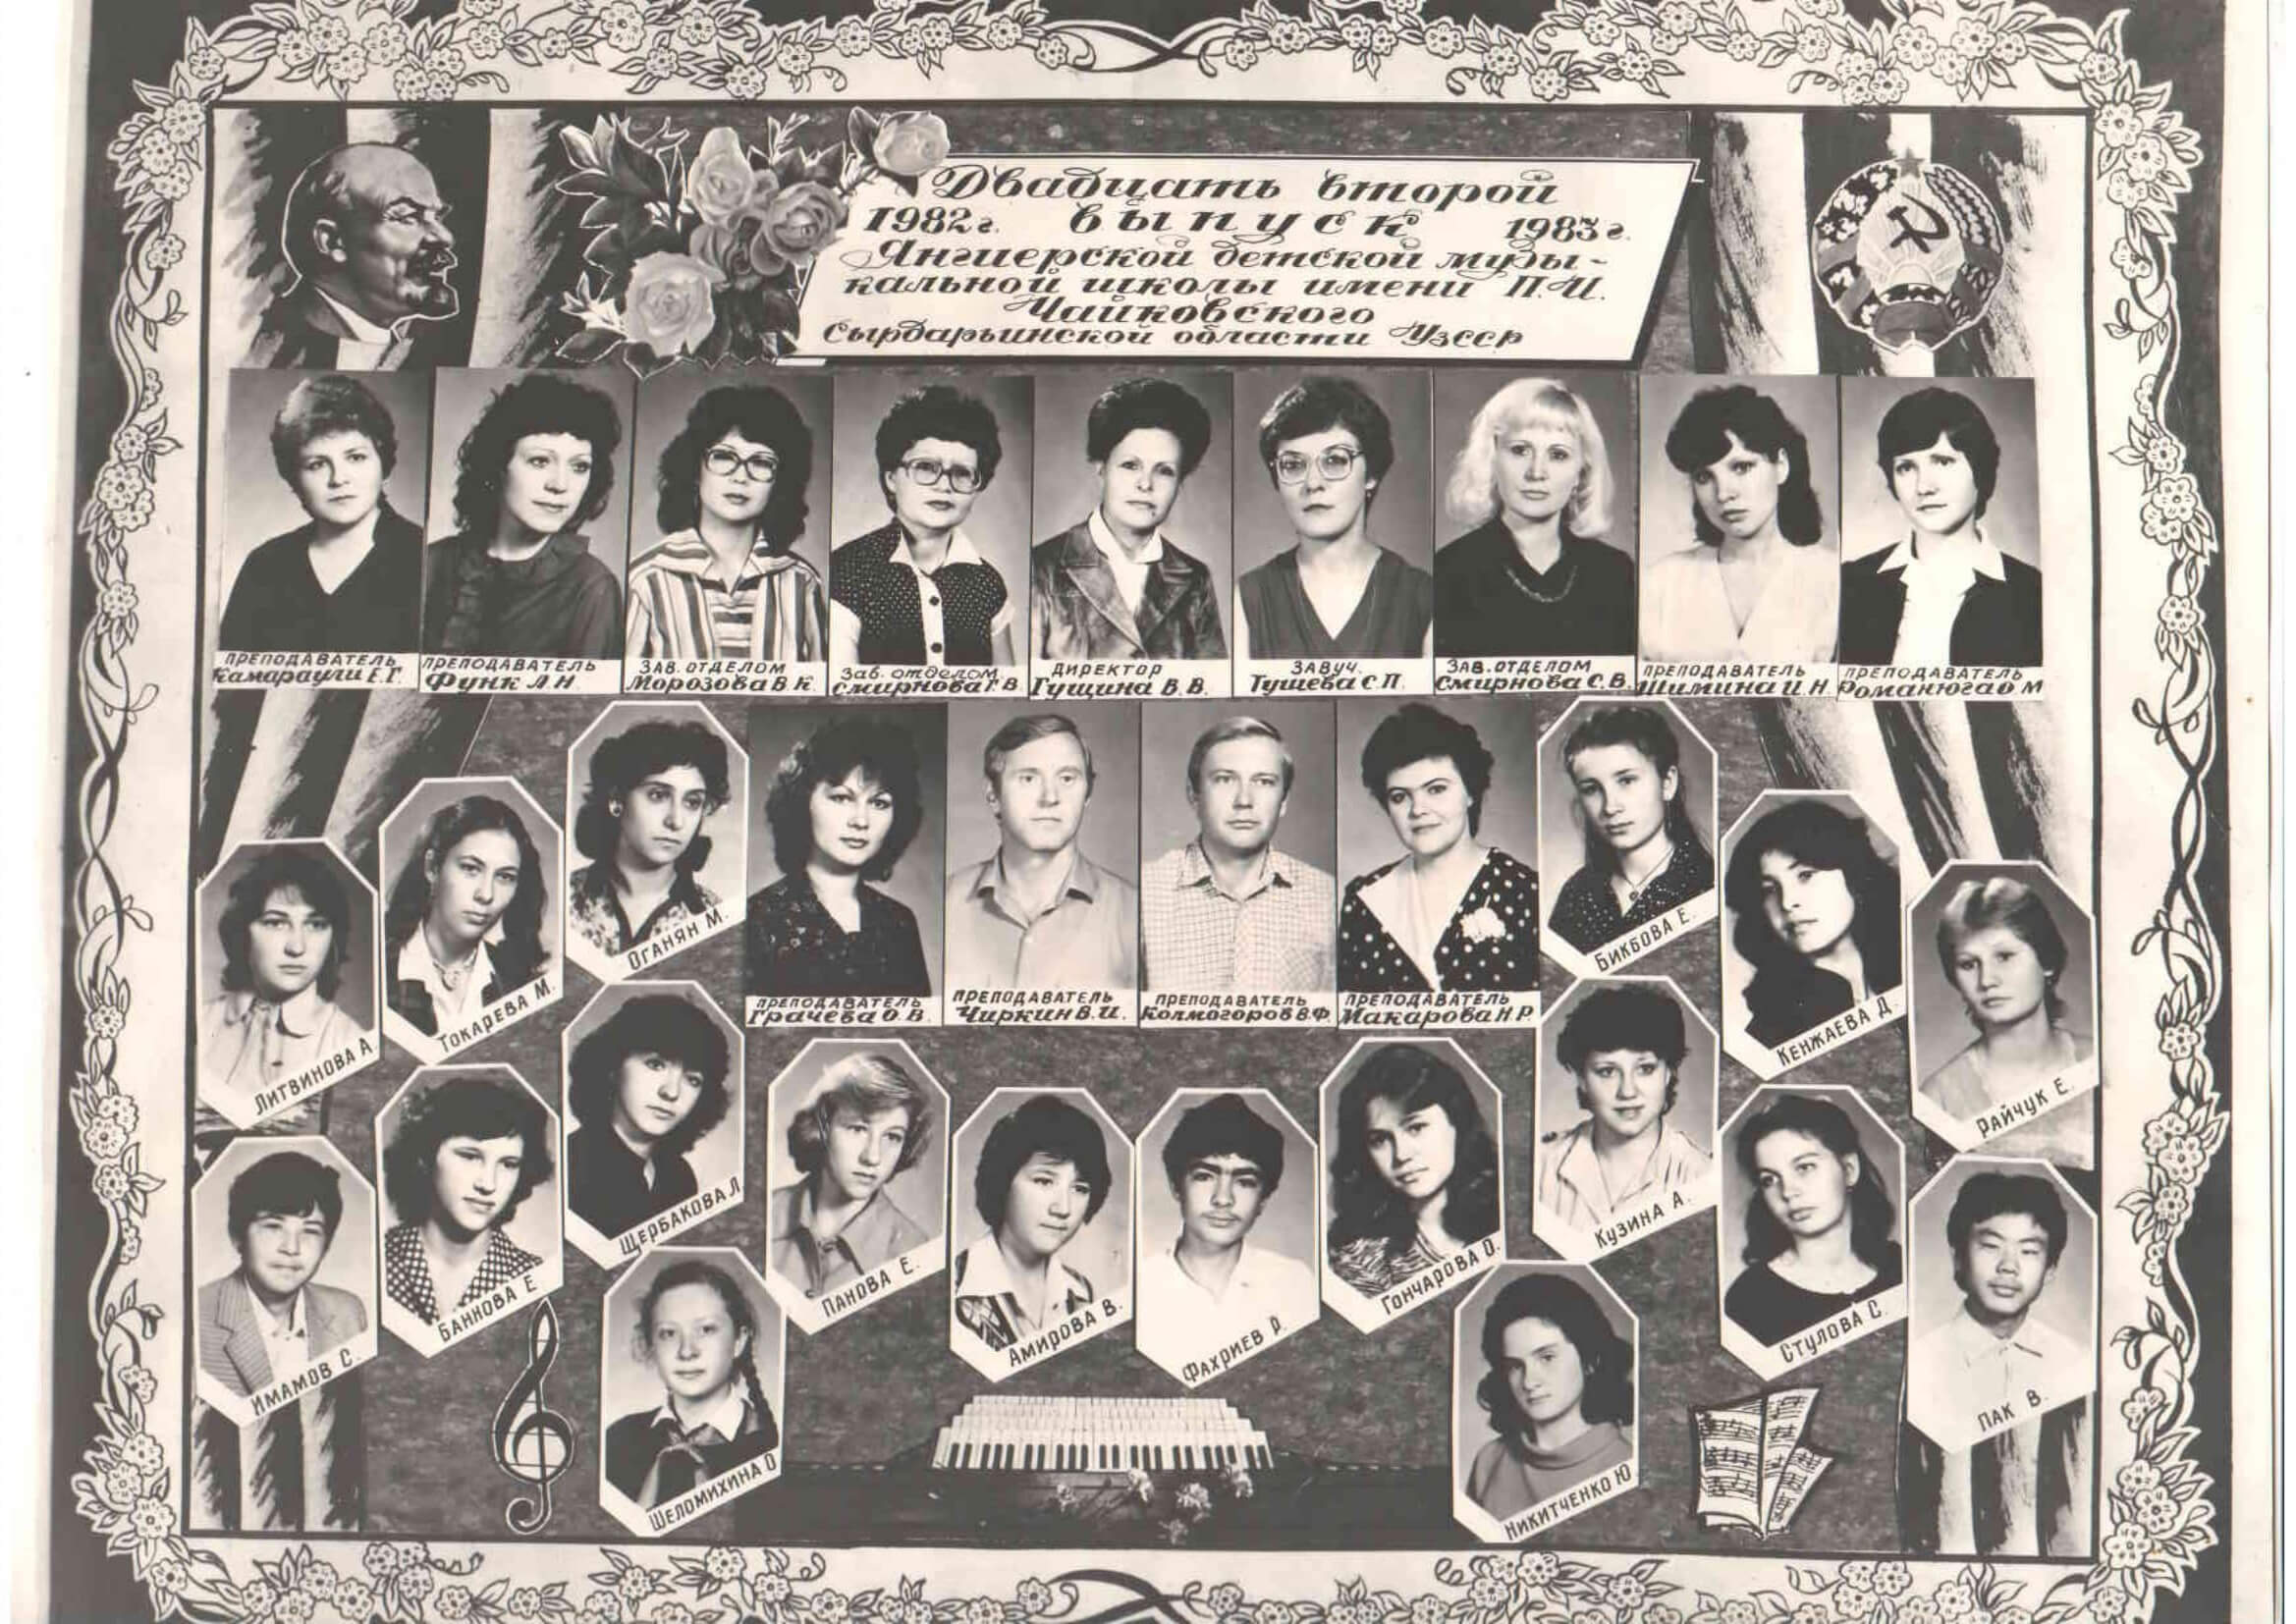 Двадцать второй
1982г. выпуск 1983г.
Янгиерской детской музы-
кальной школы имени П.И.
Чайковского
Сырдарьинской области УзССР
ПРЕПОДАВАТЕЛЬ
Камараули Е.Г.
ПРЕПОДАВАТЕЛЬ
Функ Л Н
ЗАВ. ОТДЕЛОМ
Морозова В К.
Зав. отделом
Смирнова Г. В
ДИРЕКТОР
Гущина В. В.
ЗАВУЧ.
Тушева С П.
ЗАВ. ОТДЕЛОМ
Смирнова С. В.
ПРЕПОДАВАТЕЛЬ
Шимина И. Н
ПРЕПОДАВАТЕЛЬ
Романюга О М
ПРЕПОДАВАТЕЛЬ
Грачева О. В.
ПРЕПОДАВАТЕЛЬ
Чиркин В. И.
ПРЕПОДАВАТЕЛЬ
Колмогоров В.Ф.
ПРЕПОДАВАТЕЛЬ
Макарова Н Р.
ЛИТВИНОВА А
ТОКАРЕВА М.
ОГАНЯН М.
БИКБОВА Е.
КЕНЖАЕВА Д.
РАЙЧУК Е.
ИМАМОВ С.
БАННОВА Е
ЩЕРБАКОВА Л
ПАНОВА Е.
АМИРОВА В.
ФАХРИЕВ Р.
ГОНЧАРОВА О.
КУЗИНА А.
СТУЛОВА С.
ПАК В.
ШЕЛОМИХИНА О
НИКИТЧЕНКО Ю